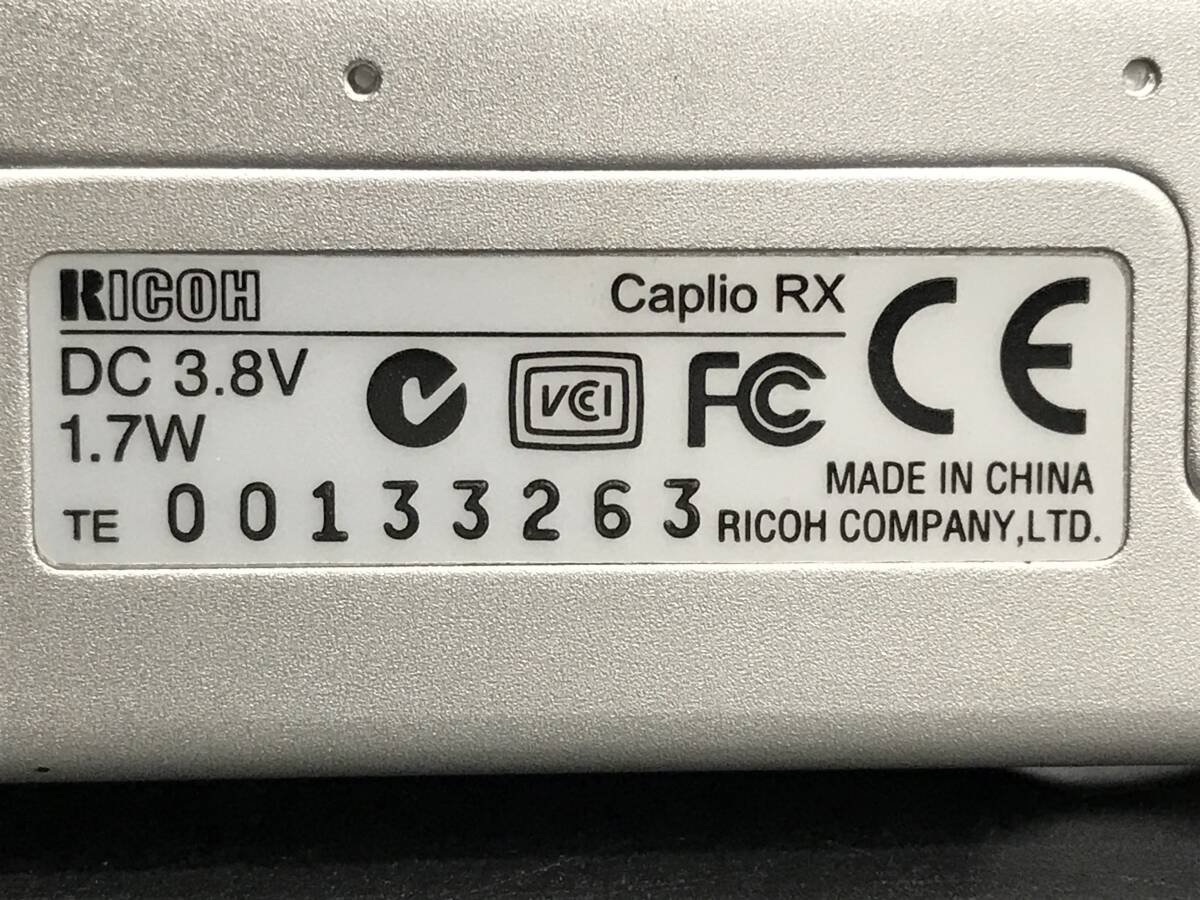 RICOH Caplio RX
DC 3.8V
1.7W
VCI
FC
CE
TE 00133263
MADE IN CHINA
RICOH COMPANY,LTD.